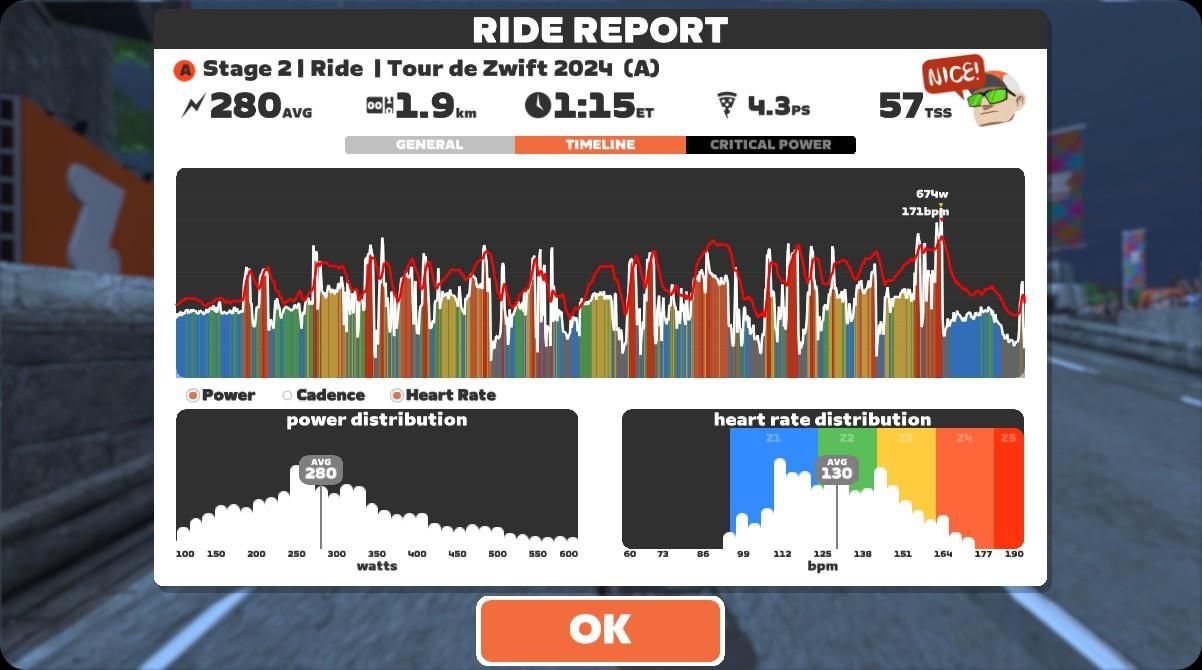 RIDE REPORT
A Stage 2 | Ride | Tour de Zwift 2024 (A)
NICE!
280AVG 1.9km 1:15ET 4.3PS 57TSS
GENERAL TIMELINE CRITICAL POWER
674w
171bpm
Power Cadence Heart Rate
power distribution
AVG
280
100 150 200 250 300 350 400 450 500 550 600
watts
heart rate distribution
Z1 Z2 Z3 Z4 Z5
AVG
130
60 73 86 99 112 125 138 151 164 177 190
bpm
OK